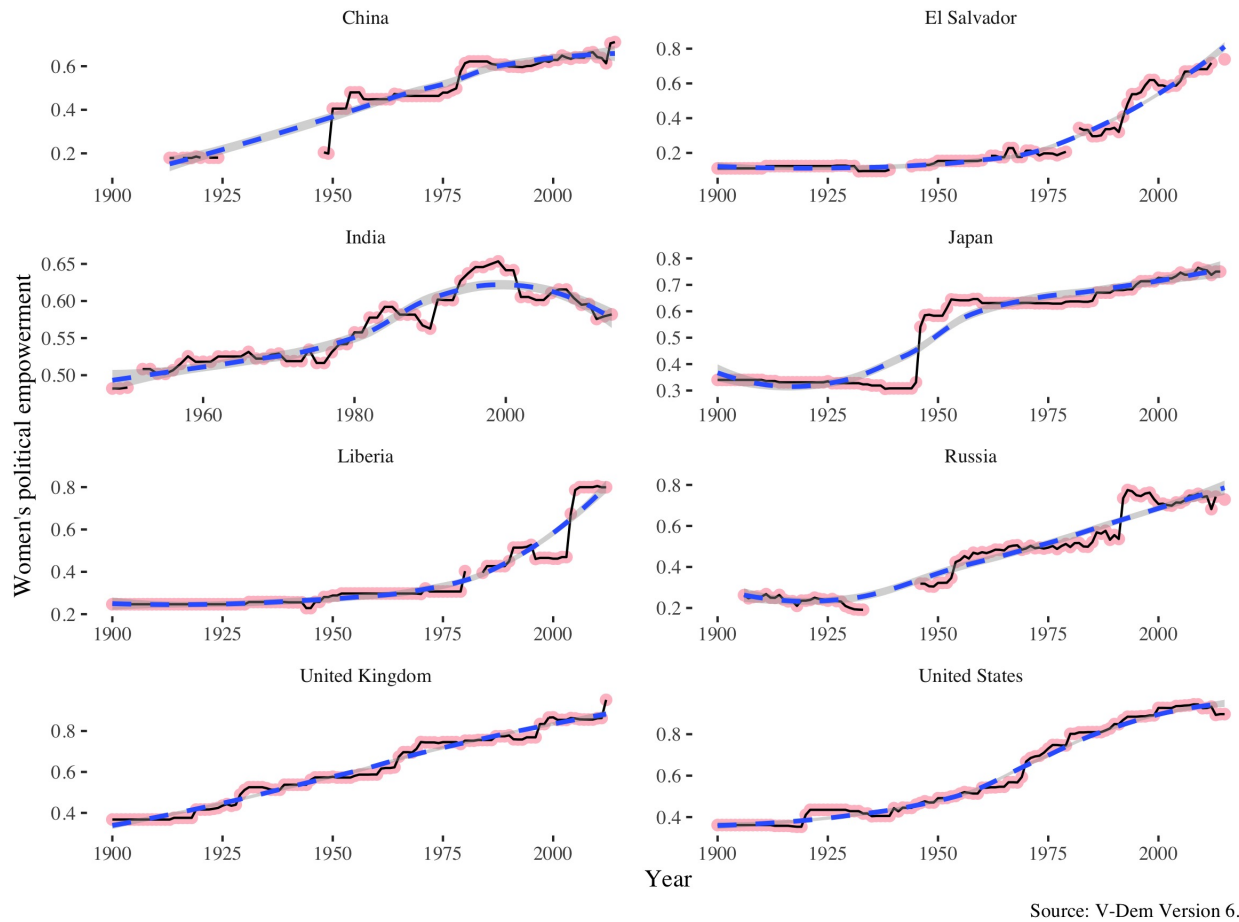 China
0.6
0.4
0.2
1900 1925 1950 1975 2000
El Salvador
0.8
0.6
0.4
0.2
1900 1925 1950 1975 2000
India
0.65
0.60
0.55
0.50
1960 1980 2000
Japan
0.8
0.7
0.6
0.5
0.4
0.3
1900 1925 1950 1975 2000
Liberia
0.8
0.6
0.4
0.2
1900 1925 1950 1975 2000
Russia
0.8
0.6
0.4
0.2
1900 1925 1950 1975 2000
United Kingdom
0.8
0.6
0.4
1900 1925 1950 1975 2000
United States
0.8
0.6
0.4
1900 1925 1950 1975 2000
Women's political empowerment
Year
Source: V-Dem Version 6.